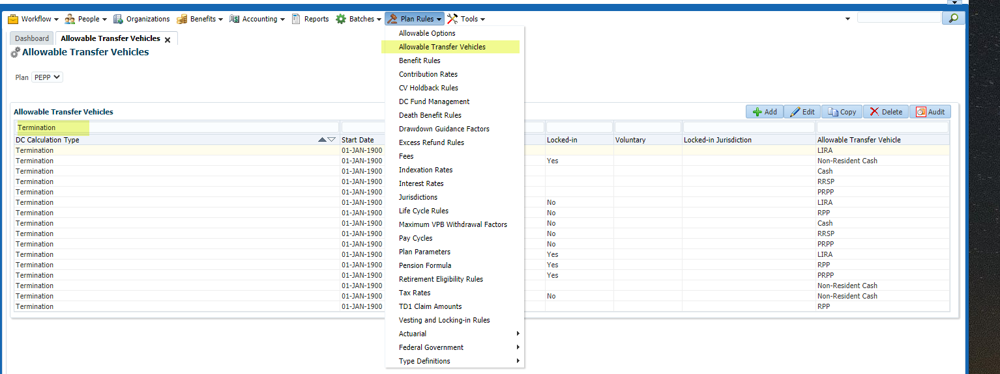 Workflow People Organizations Benefits Accounting Reports Batches Plan Rules Tools
Dashboard Allowable Transfer Vehicles
Allowable Transfer Vehicles
Plan PEPP
Allowable Options
Allowable Transfer Vehicles
Benefit Rules
Contribution Rates
CV Holdback Rules
DC Fund Management
Death Benefit Rules
Drawdown Guidance Factors
Excess Refund Rules
Fees
Indexation Rates
Interest Rates
Jurisdictions
Life Cycle Rules
Maximum VPB Withdrawal Factors
Pay Cycles
Plan Parameters
Pension Formula
Retirement Eligibility Rules
Tax Rates
TD1 Claim Amounts
Vesting and Locking-in Rules
Actuarial
Federal Government
Type Definitions
Allowable Transfer Vehicles Add Edit Copy Delete Audit
Termination
DC Calculation Type Start Date Locked-in Voluntary Locked-in Jurisdiction Allowable Transfer Vehicle
Termination 01-JAN-1900 LIRA
Termination 01-JAN-1900 Yes Non-Resident Cash
Termination 01-JAN-1900 Cash
Termination 01-JAN-1900 RRSP
Termination 01-JAN-1900 PRPP
Termination 01-JAN-1900 No LIRA
Termination 01-JAN-1900 No RPP
Termination 01-JAN-1900 No Cash
Termination 01-JAN-1900 No RRSP
Termination 01-JAN-1900 No PRPP
Termination 01-JAN-1900 Yes LIRA
Termination 01-JAN-1900 Yes RPP
Termination 01-JAN-1900 Yes PRPP
Termination 01-JAN-1900 Non-Resident Cash
Termination 01-JAN-1900 No Non-Resident Cash
Termination 01-JAN-1900 RPP